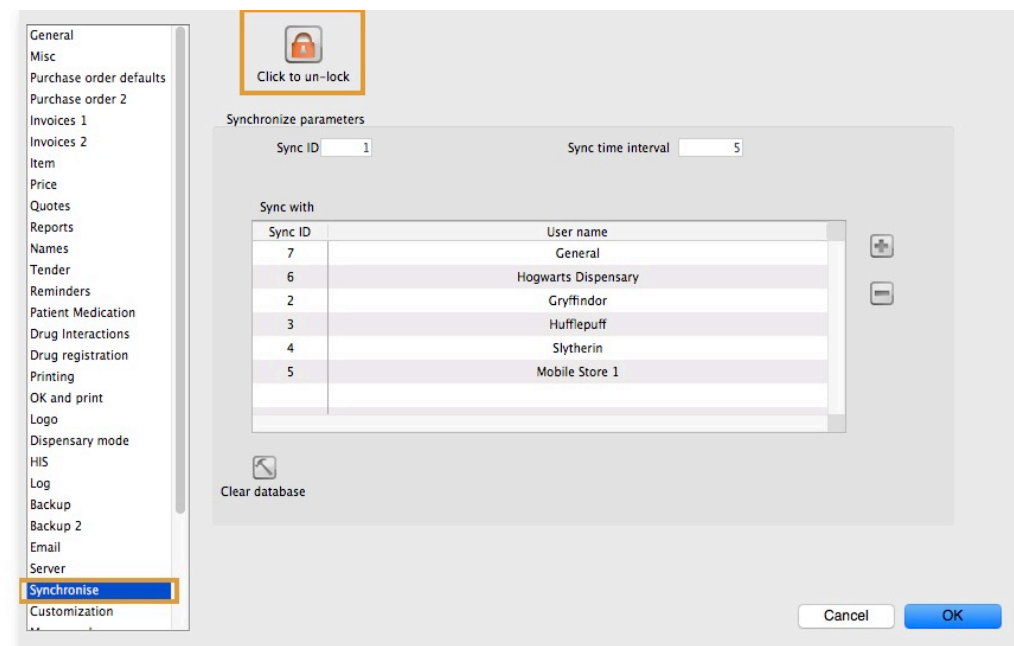 General
Misc
Purchase order defaults
Purchase order 2
Invoices 1
Invoices 2
Item
Price
Quotes
Reports
Names
Tender
Reminders
Patient Medication
Drug Interactions
Drug registration
Printing
OK and print
Logo
Dispensary mode
HIS
Log
Backup
Backup 2
Email
Server
Synchronise
Customization
Click to un-lock
Synchronize parameters
Sync ID 1 Sync time interval 5
Sync with
Sync ID User name
7 General
6 Hogwarts Dispensary
2 Gryffindor
3 Hufflepuff
4 Slytherin
5 Mobile Store 1
Clear database
Cancel OK